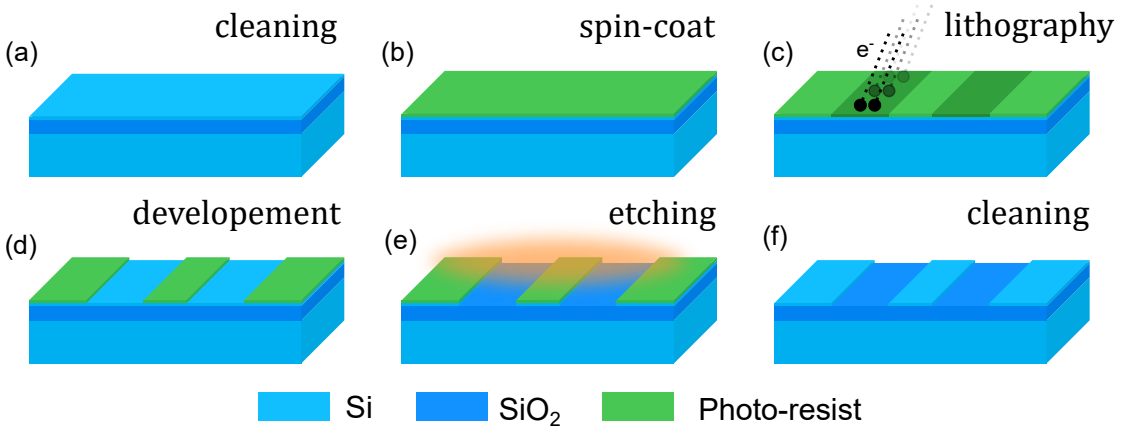 cleaning
(a)
spin-coat
(b)
lithography
(c)
e-
developement
(d)
etching
(e)
cleaning
(f)
Si
SiO2
Photo-resist